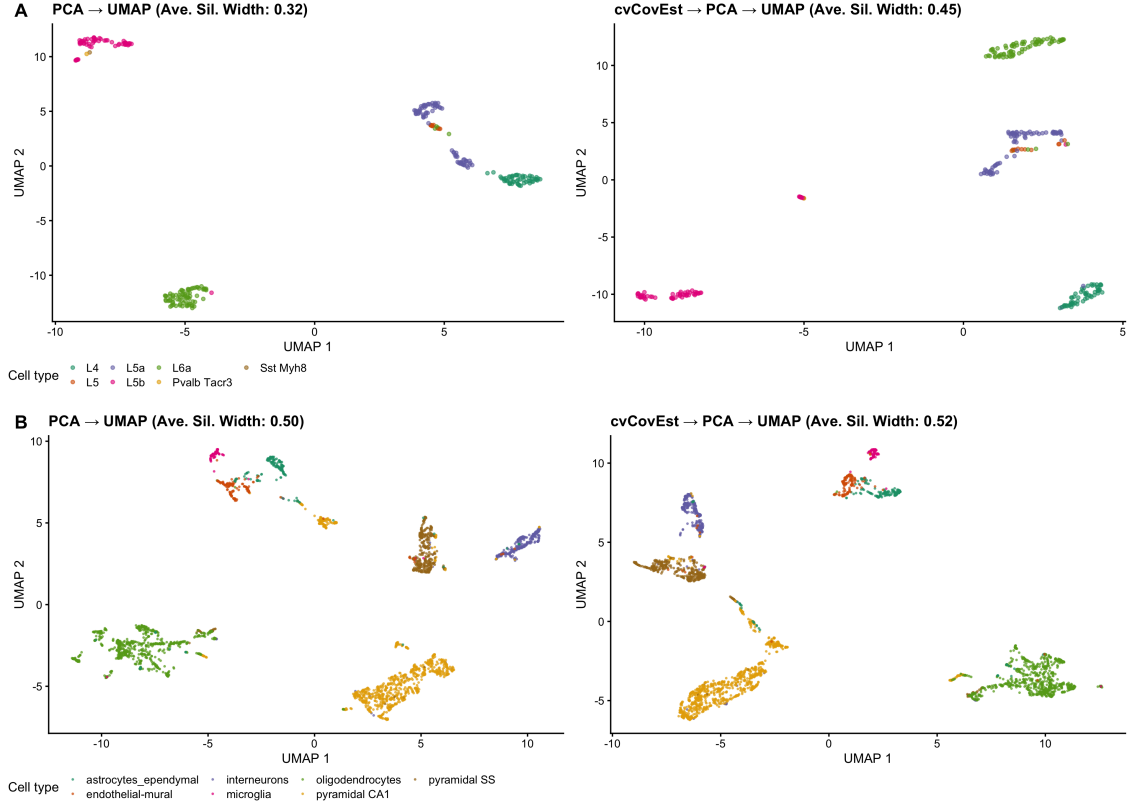 A
PCA → UMAP (Ave. Sil. Width: 0.32)
10
5
0
-5
-10
UMAP 2
-10
-5
0
5
UMAP 1
cvCovEst → PCA → UMAP (Ave. Sil. Width: 0.45)
10
5
0
-5
-10
UMAP 2
-10
-5
0
5
UMAP 1
Cell type
L4 L5a L6a Sst Myh8
L5 L5b Pvalb Tacr3
B
PCA → UMAP (Ave. Sil. Width: 0.50)
10
5
0
-5
UMAP 2
-10
-5
0
5
10
UMAP 1
cvCovEst → PCA → UMAP (Ave. Sil. Width: 0.52)
10
5
0
-5
UMAP 2
-10
-5
0
5
10
UMAP 1
Cell type
astrocytes_ependymal interneurons oligodendrocytes pyramidal SS
endothelial-mural microglia pyramidal CA1